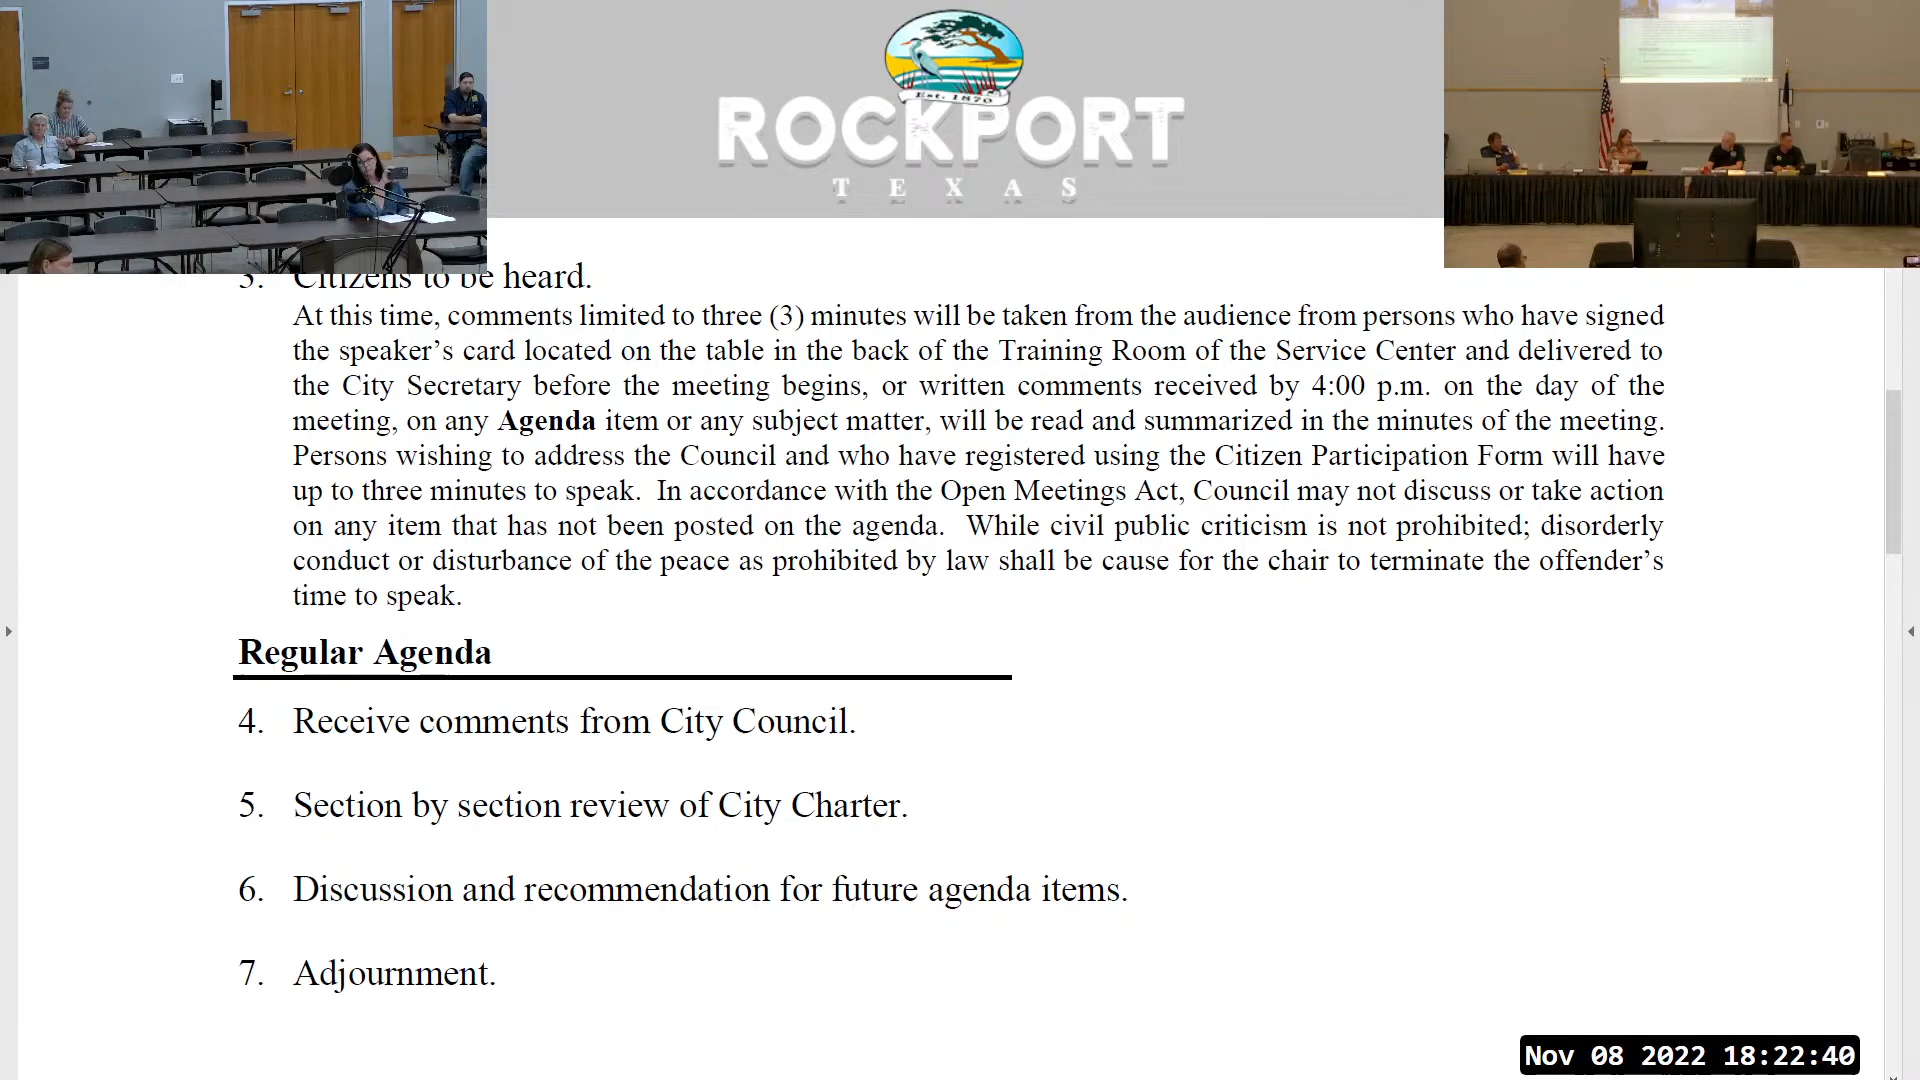 Est. 1870
ROCKPORT
TEXAS
3. Citizens to be heard.
At this time, comments limited to three (3) minutes will be taken from the audience from persons who have signed
the speaker’s card located on the table in the back of the Training Room of the Service Center and delivered to
the City Secretary before the meeting begins, or written comments received by 4:00 p.m. on the day of the
meeting, on any Agenda item or any subject matter, will be read and summarized in the minutes of the meeting.
Persons wishing to address the Council and who have registered using the Citizen Participation Form will have
up to three minutes to speak. In accordance with the Open Meetings Act, Council may not discuss or take action
on any item that has not been posted on the agenda. While civil public criticism is not prohibited; disorderly
conduct or disturbance of the peace as prohibited by law shall be cause for the chair to terminate the offender’s
time to speak.
Regular Agenda
4. Receive comments from City Council.
5. Section by section review of City Charter.
6. Discussion and recommendation for future agenda items.
7. Adjournment.
Nov 08 2022 18:22:40